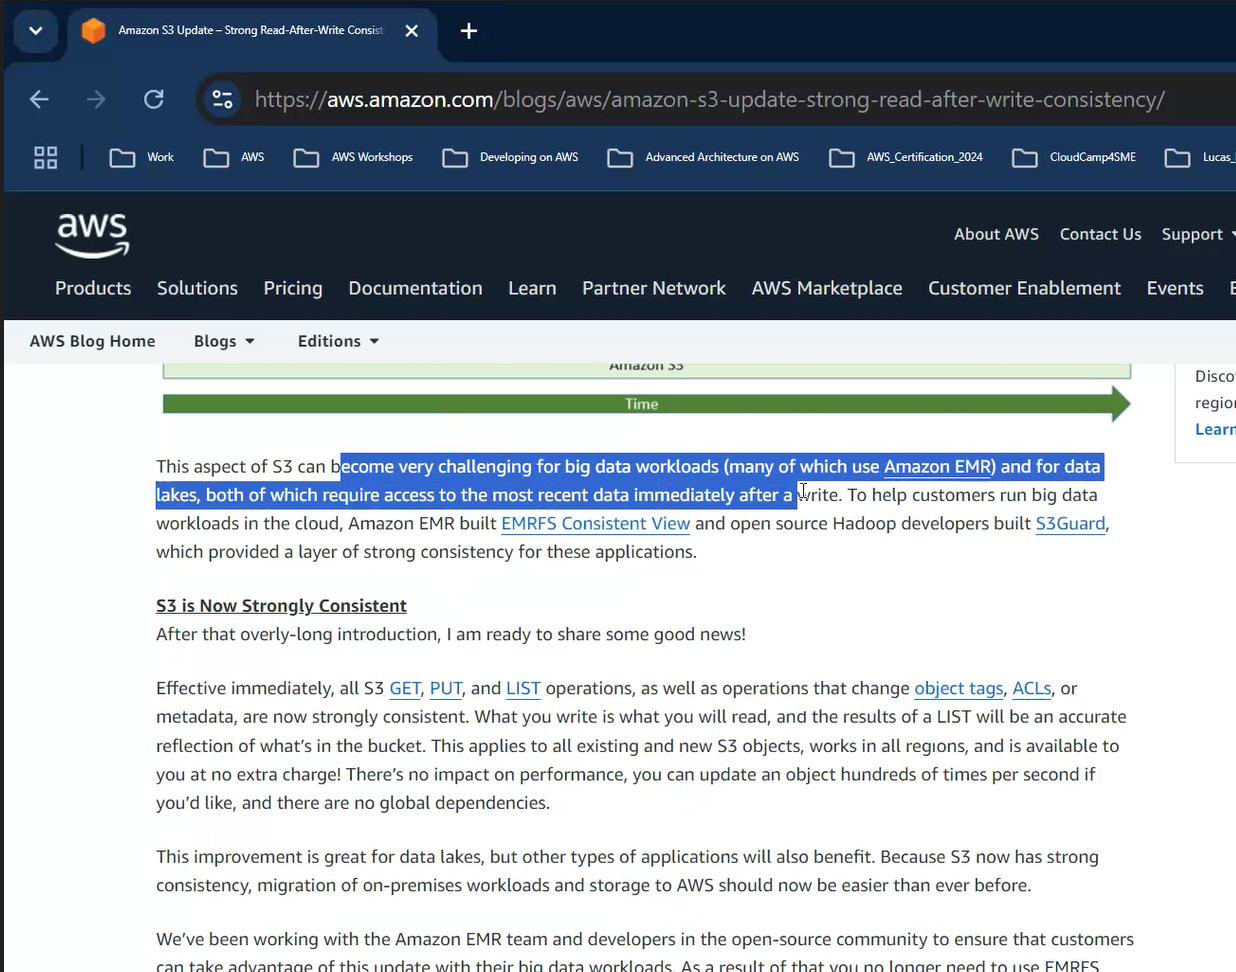 Amazon S3 Update – Strong Read-After-Write Consist
https://aws.amazon.com/blogs/aws/amazon-s3-update-strong-read-after-write-consistency/
Work AWS AWS Workshops Developing on AWS Advanced Architecture on AWS AWS_Certification_2024 CloudCamp4SME Lucas_
aws
About AWS Contact Us Support
Products Solutions Pricing Documentation Learn Partner Network AWS Marketplace Customer Enablement Events E
AWS Blog Home Blogs Editions
Amazon S3
Time
Disco
region
Learn
This aspect of S3 can become very challenging for big data workloads (many of which use Amazon EMR) and for data
lakes, both of which require access to the most recent data immediately after a write. To help customers run big data
workloads in the cloud, Amazon EMR built EMRFS Consistent View and open source Hadoop developers built S3Guard,
which provided a layer of strong consistency for these applications.
S3 is Now Strongly Consistent
After that overly-long introduction, I am ready to share some good news!
Effective immediately, all S3 GET, PUT, and LIST operations, as well as operations that change object tags, ACLs, or
metadata, are now strongly consistent. What you write is what you will read, and the results of a LIST will be an accurate
reflection of what's in the bucket. This applies to all existing and new S3 objects, works in all regions, and is available to
you at no extra charge! There's no impact on performance, you can update an object hundreds of times per second if
you'd like, and there are no global dependencies.
This improvement is great for data lakes, but other types of applications will also benefit. Because S3 now has strong
consistency, migration of on-premises workloads and storage to AWS should now be easier than ever before.
We've been working with the Amazon EMR team and developers in the open-source community to ensure that customers
can take advantage of this update with their big data workloads. As a result of that you no longer need to use EMRFS